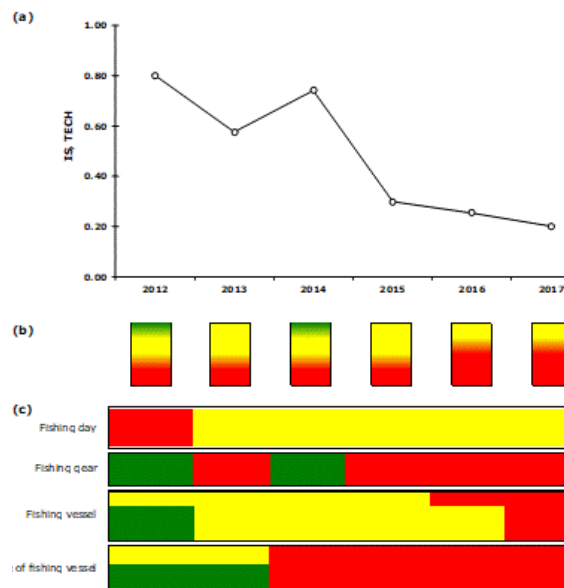 (a)
1.00
0.80
0.60
0.40
0.20
0.00
IS, TECH
2012 2013 2014 2015 2016 2017
(b)
(c)
Fishing day
Fishing gear
Fishing vessel
of fishing vessel